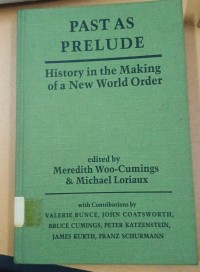 PAST AS
PRELUDE
History in the Making
of a New World Order
edited by
Meredith Woo-Cumings
& Michael Loriaux
with Contributions by
VALERIE BUNCE, JOHN COATSWORTH,
BRUCE CUMINGS, PETER KATZENSTEIN,
JAMES KURTH, FRANZ SCHURMANN